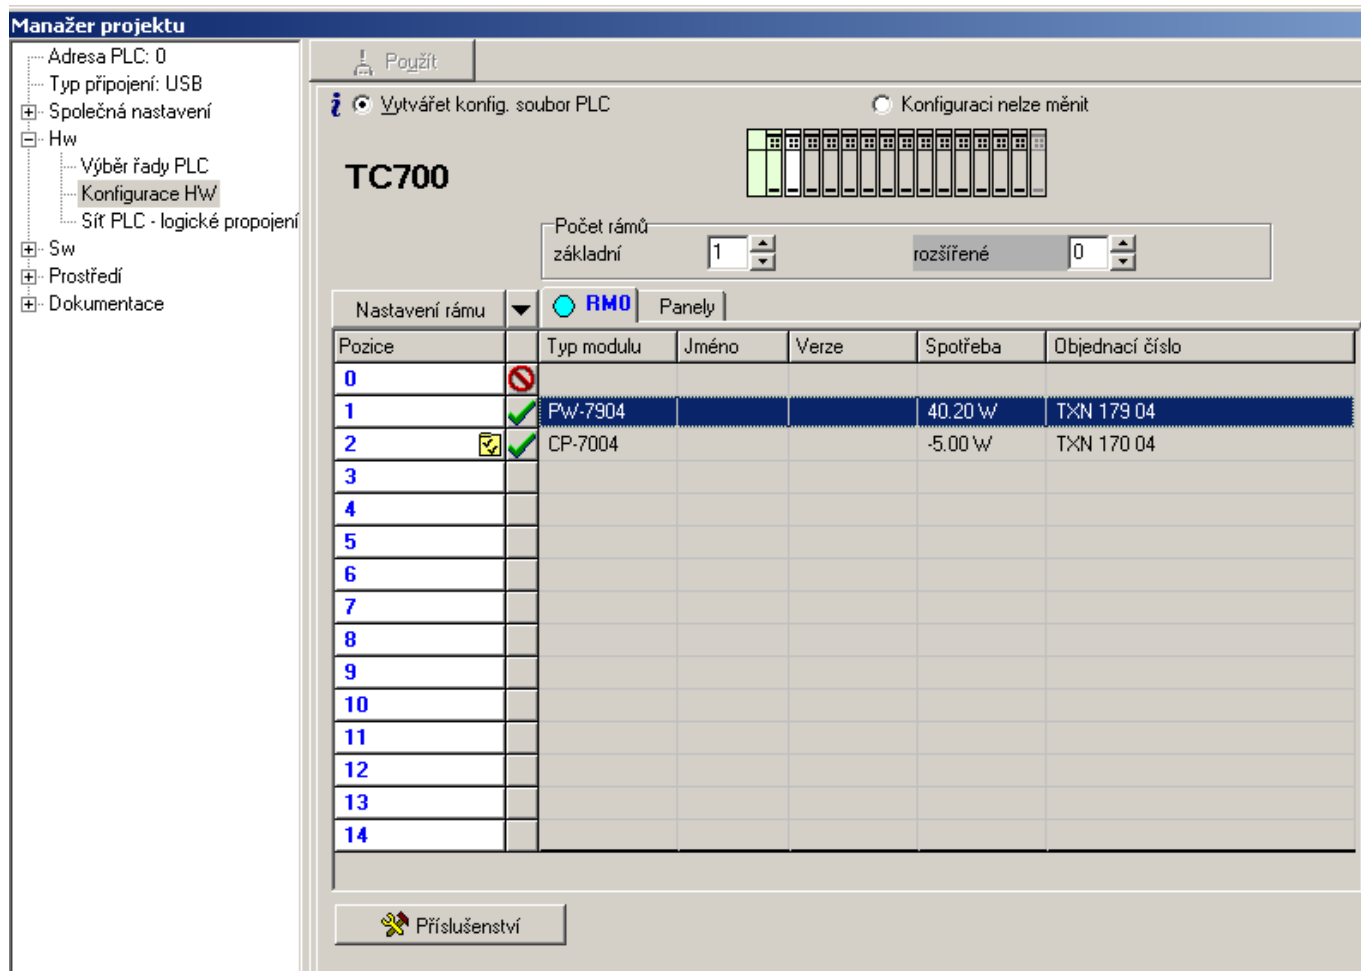 Manažer projektu
Adresa PLC: 0
Typ připojení: USB
Společná nastavení
Hw
Výběr řady PLC
Konfigurace HW
Síť PLC - logické propojení
Sw
Prostředí
Dokumentace
Použít
i Vytvářet konfig. soubor PLC Konfiguraci nelze měnit
TC700
Počet rámů
základní 1 rozšířené 0
Nastavení rámu RM0 Panely
Pozice Typ modulu Jméno Verze Spotřeba Objednací číslo
0
1 PW-7904 40.20 W TXN 179 04
2 CP-7004 -5.00 W TXN 170 04
3
4
5
6
7
8
9
10
11
12
13
14
Příslušenství